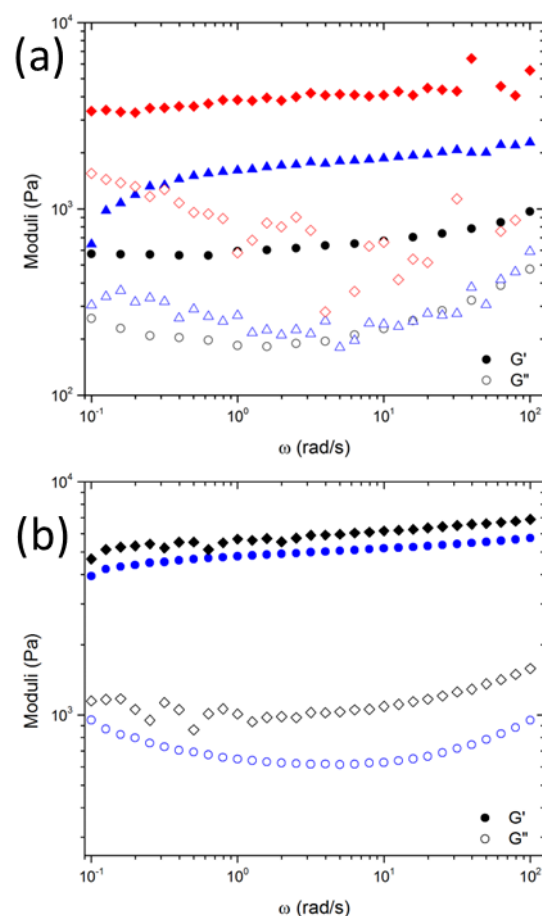 (a)
10⁴
10³
10²
Moduli (Pa)
G'
G"
10⁻¹ 10⁰ 10¹ 10²
ω (rad/s)
(b)
10⁴
10³
Moduli (Pa)
G'
G"
10⁻¹ 10⁰ 10¹ 10²
ω (rad/s)